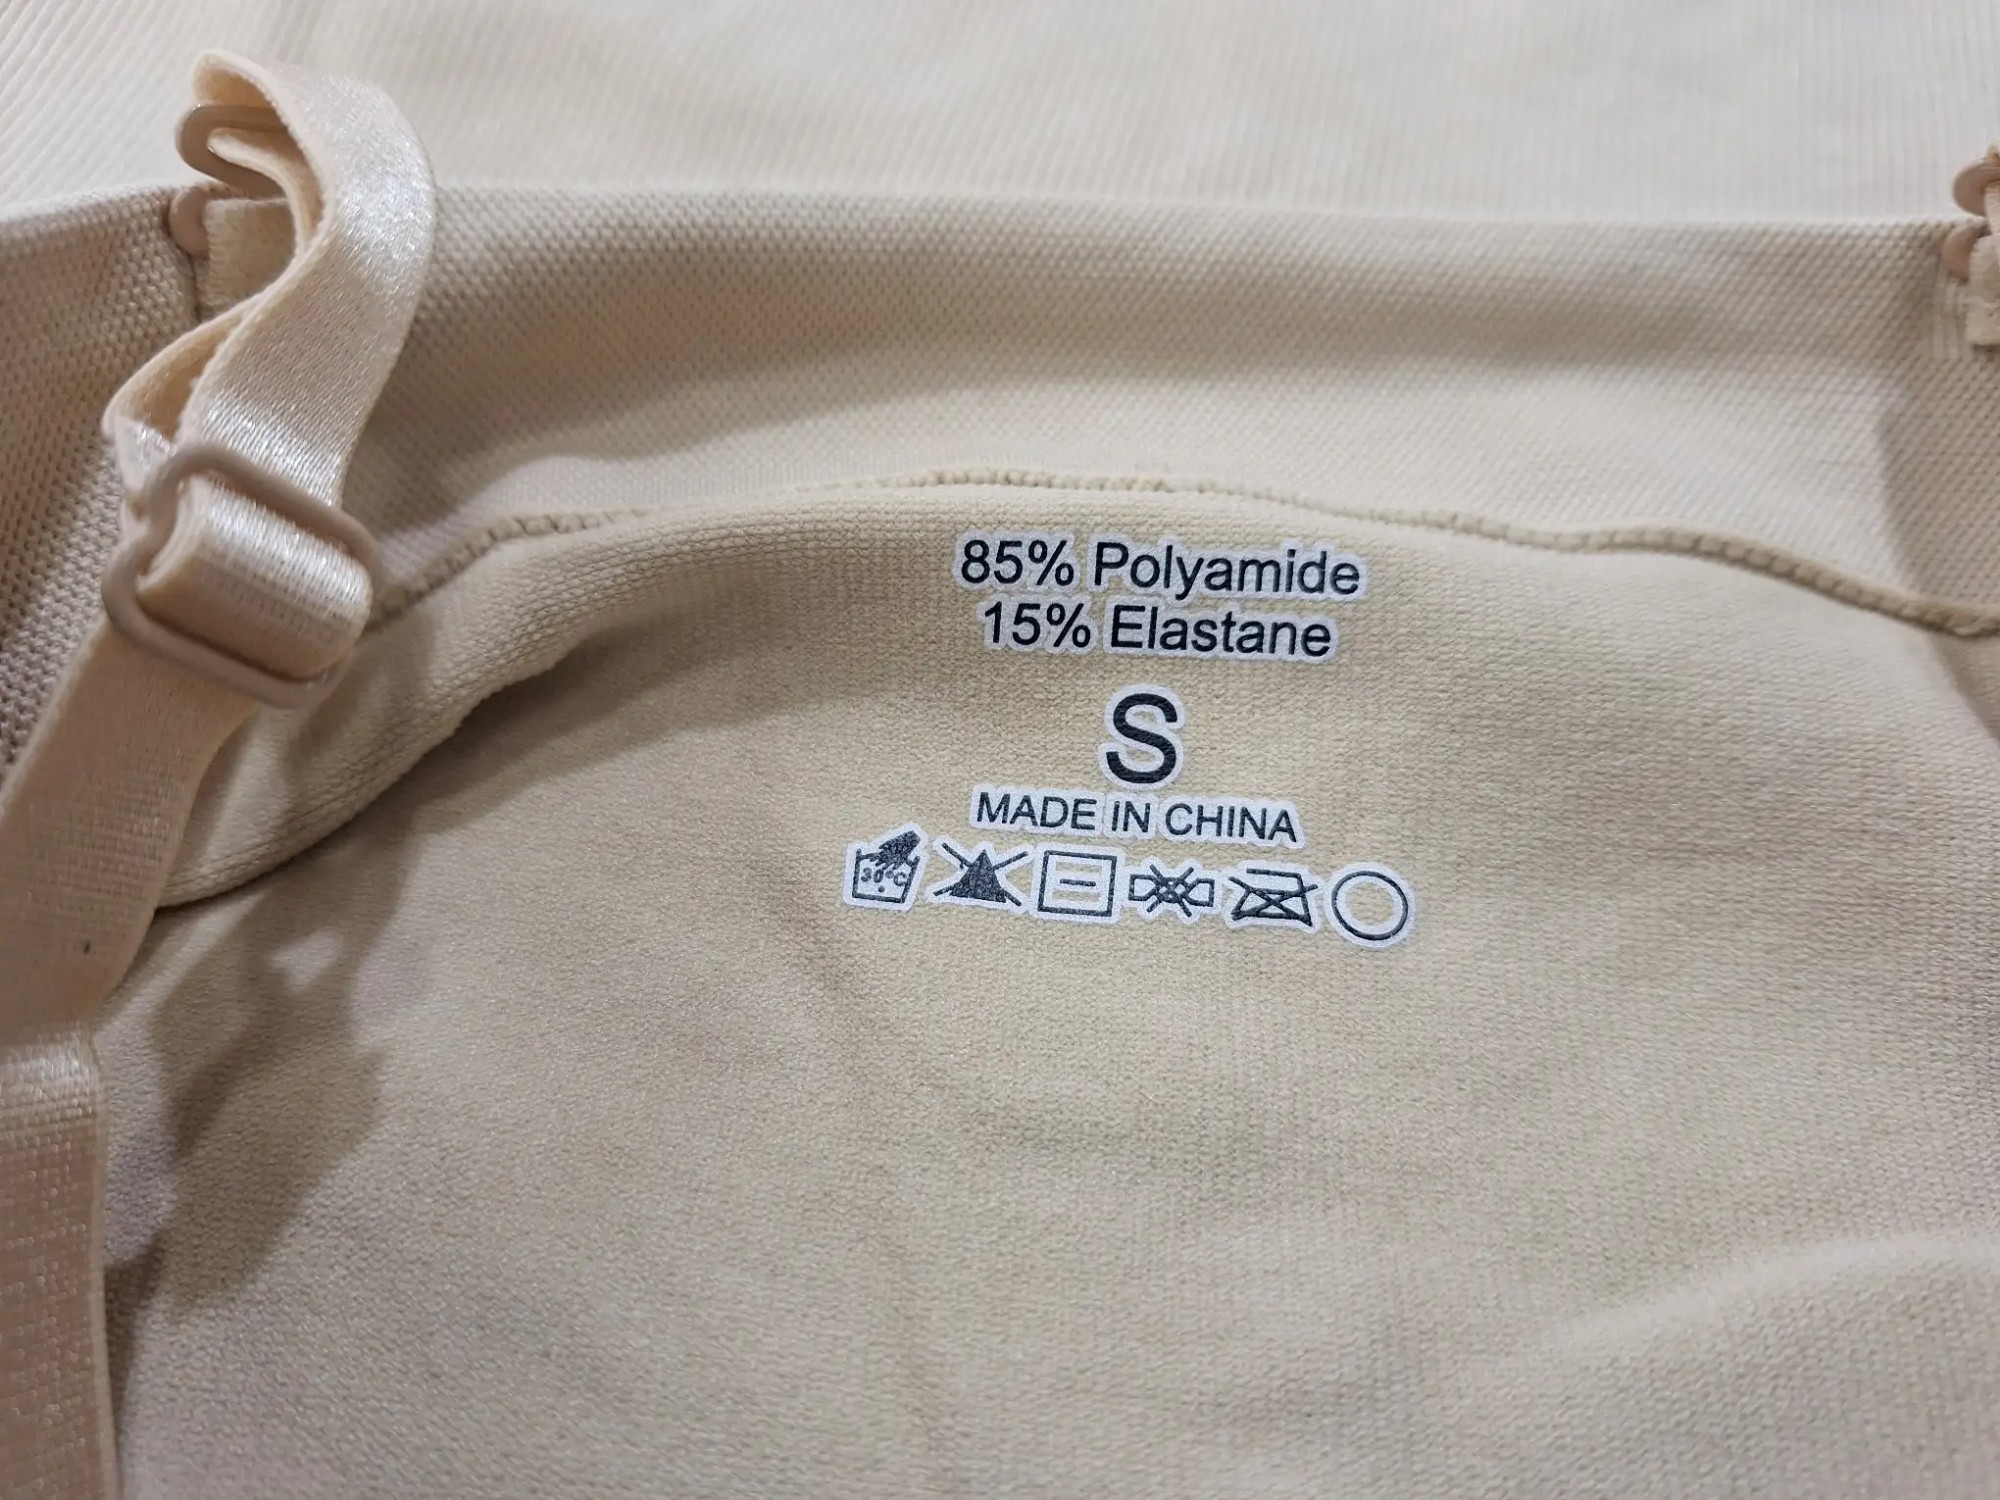 85% Polyamide
15% Elastane
S
MADE IN CHINA
30°C